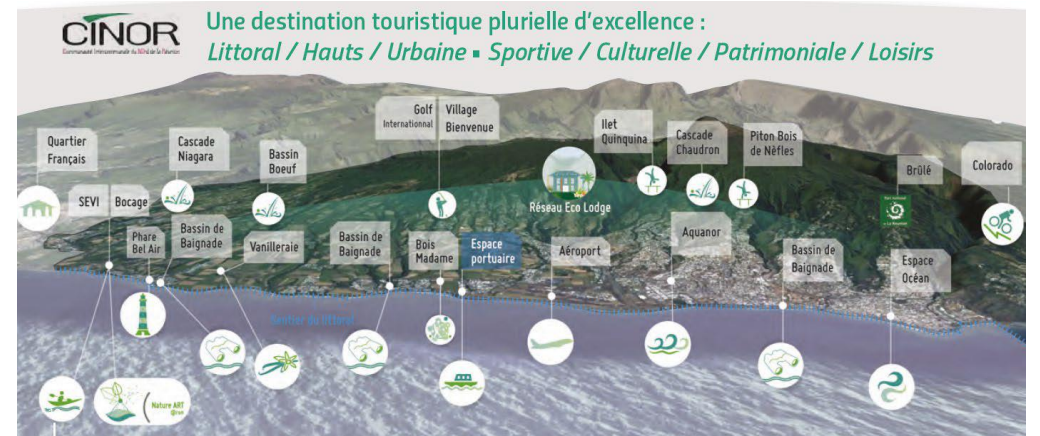 Une destination touristique plurielle d'excellence :
CINOR
Communauté Intercommunale du NOrd de la Réunion
Littoral / Hauts / Urbaine ▪ Sportive / Culturelle / Patrimoniale / Loisirs
Golf
Internationnal
Village
Bienvenue
Ilet
Quinquina
Cascade
Chaudron
Piton Bois
de Nèfles
Quartier
Français
Cascade
Niagara
Bassin
Boeuf
Brûlé
Colorado
SEVI
Bocage
Réseau Eco Lodge
Phare
Bel Air
Bassin de
Baignade
Vanilleraie
Bassin de
Baignade
Bois
Madame
Espace
portuaire
Aéroport
Aquanor
Bassin de
Baignade
Espace
Océan
Sentier du littoral
Nature ART